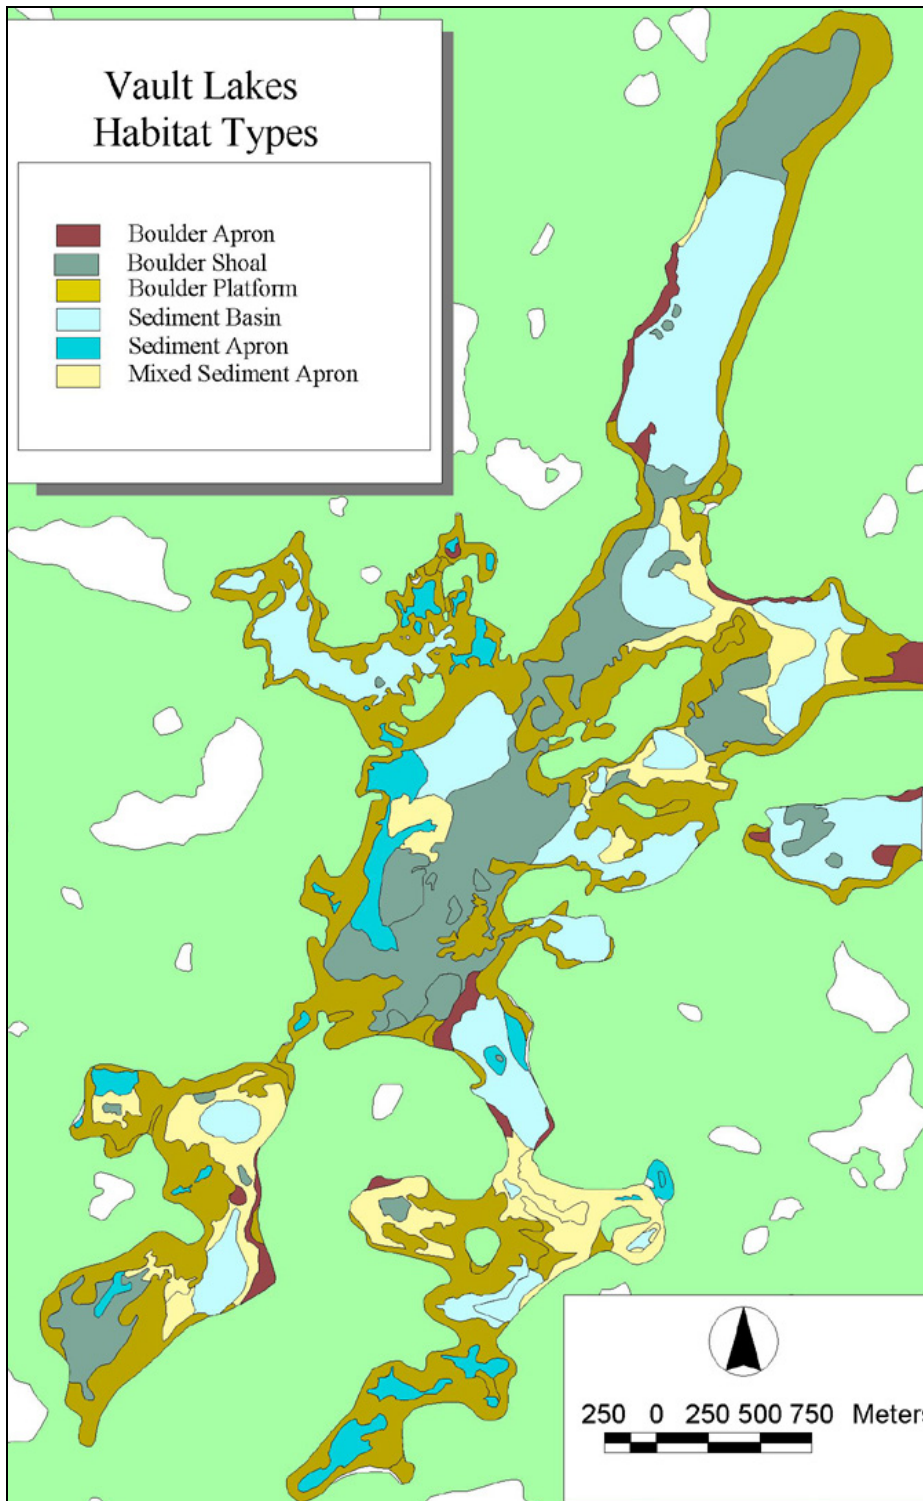 Vault Lakes
Habitat Types
Boulder Apron
Boulder Shoal
Boulder Platform
Sediment Basin
Sediment Apron
Mixed Sediment Apron
250 0 250 500 750 Meters